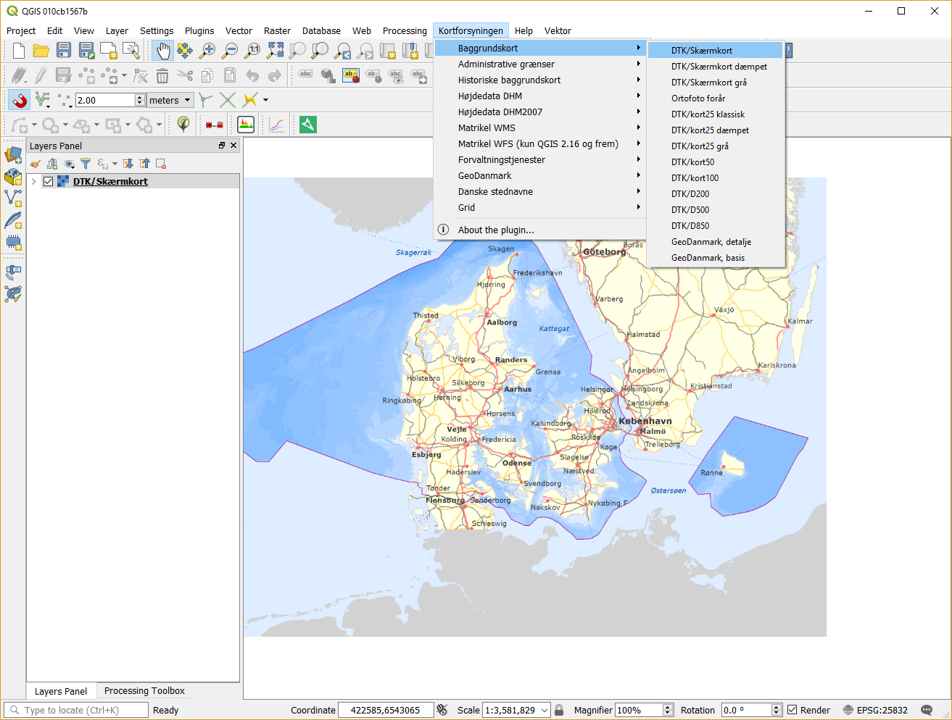 QGIS 010cb1567b
Project Edit View Layer Settings Plugins Vector Raster Database Web Processing Kortforsyningen Help Vektor
Baggrundskort
Administrative grænser
Historiske baggrundskort
Højdedata DHM
Højdedata DHM2007
Matrikel WMS
Matrikel WFS (kun QGIS 2.16 og frem)
Forvaltningstjenester
GeoDanmark
Danske stednavne
Grid
About the plugin...
DTK/Skærmkort
DTK/Skærmkort dæmpet
DTK/Skærmkort grå
Ortofoto forår
DTK/kort25 klassisk
DTK/kort25 dæmpet
DTK/kort25 grå
DTK/kort50
DTK/kort100
DTK/D200
DTK/D500
DTK/D850
GeoDanmark, detalje
GeoDanmark, basis
abc
ab
abc
abc
abc
2.00
meters
Layers Panel
DTK/Skærmkort
Skagerrak
Skagen
Göteborg
Borås
Frederikshavn
Hjørring
Varberg
Växjö
Thisted
Aalborg
Kattegat
Kalmar
Halmstad
Viborg
Randers
Grenaa
Ängelholm
Karlskrona
Holstebro
Silkeborg
Aarhus
Helsingør
Helsingborg
Kristianstad
Ringkøbing
Herning
Landskrona
Hillerød
Horsens
Kalundborg
København
Vejle
Malmö
Kolding
Fredericia
Roskilde
Trelleborg
Køge
Esbjerg
Slagelse
Odense
Haderslev
Næstved
Rønne
Svendborg
Tønder
Østersøen
Flensborg
Sønderborg
Nakskov
Nykøbing F
Schleswig
Layers Panel
Processing Toolbox
Type to locate (Ctrl+K)
Ready
Coordinate 422585,6543065
Scale 1:3,581,829
Magnifier 100%
Rotation 0.0 °
Render
EPSG:25832